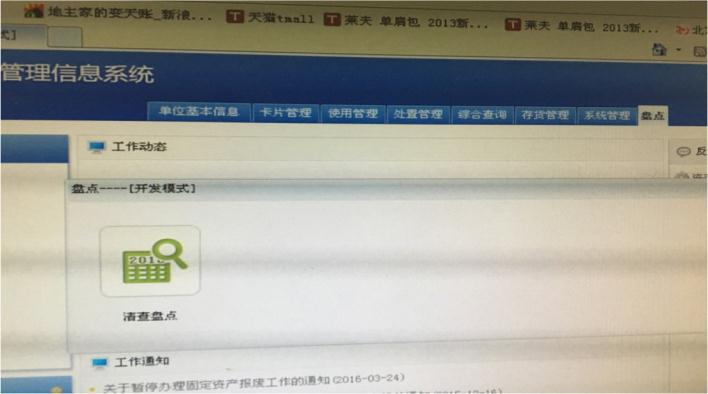 地主家的变天账_新浪... 天猫tmall 莱夫 单肩包 2013新... 莱夫 单肩包 2013新...
式]
管理信息系统
单位基本信息 卡片管理 使用管理 处置管理 综合查询 存货管理 系统管理 盘点
工作动态
盘点----[开发模式]
清查盘点
工作通知
关于暂停办理固定资产报废工作的通知(2016-03-24)